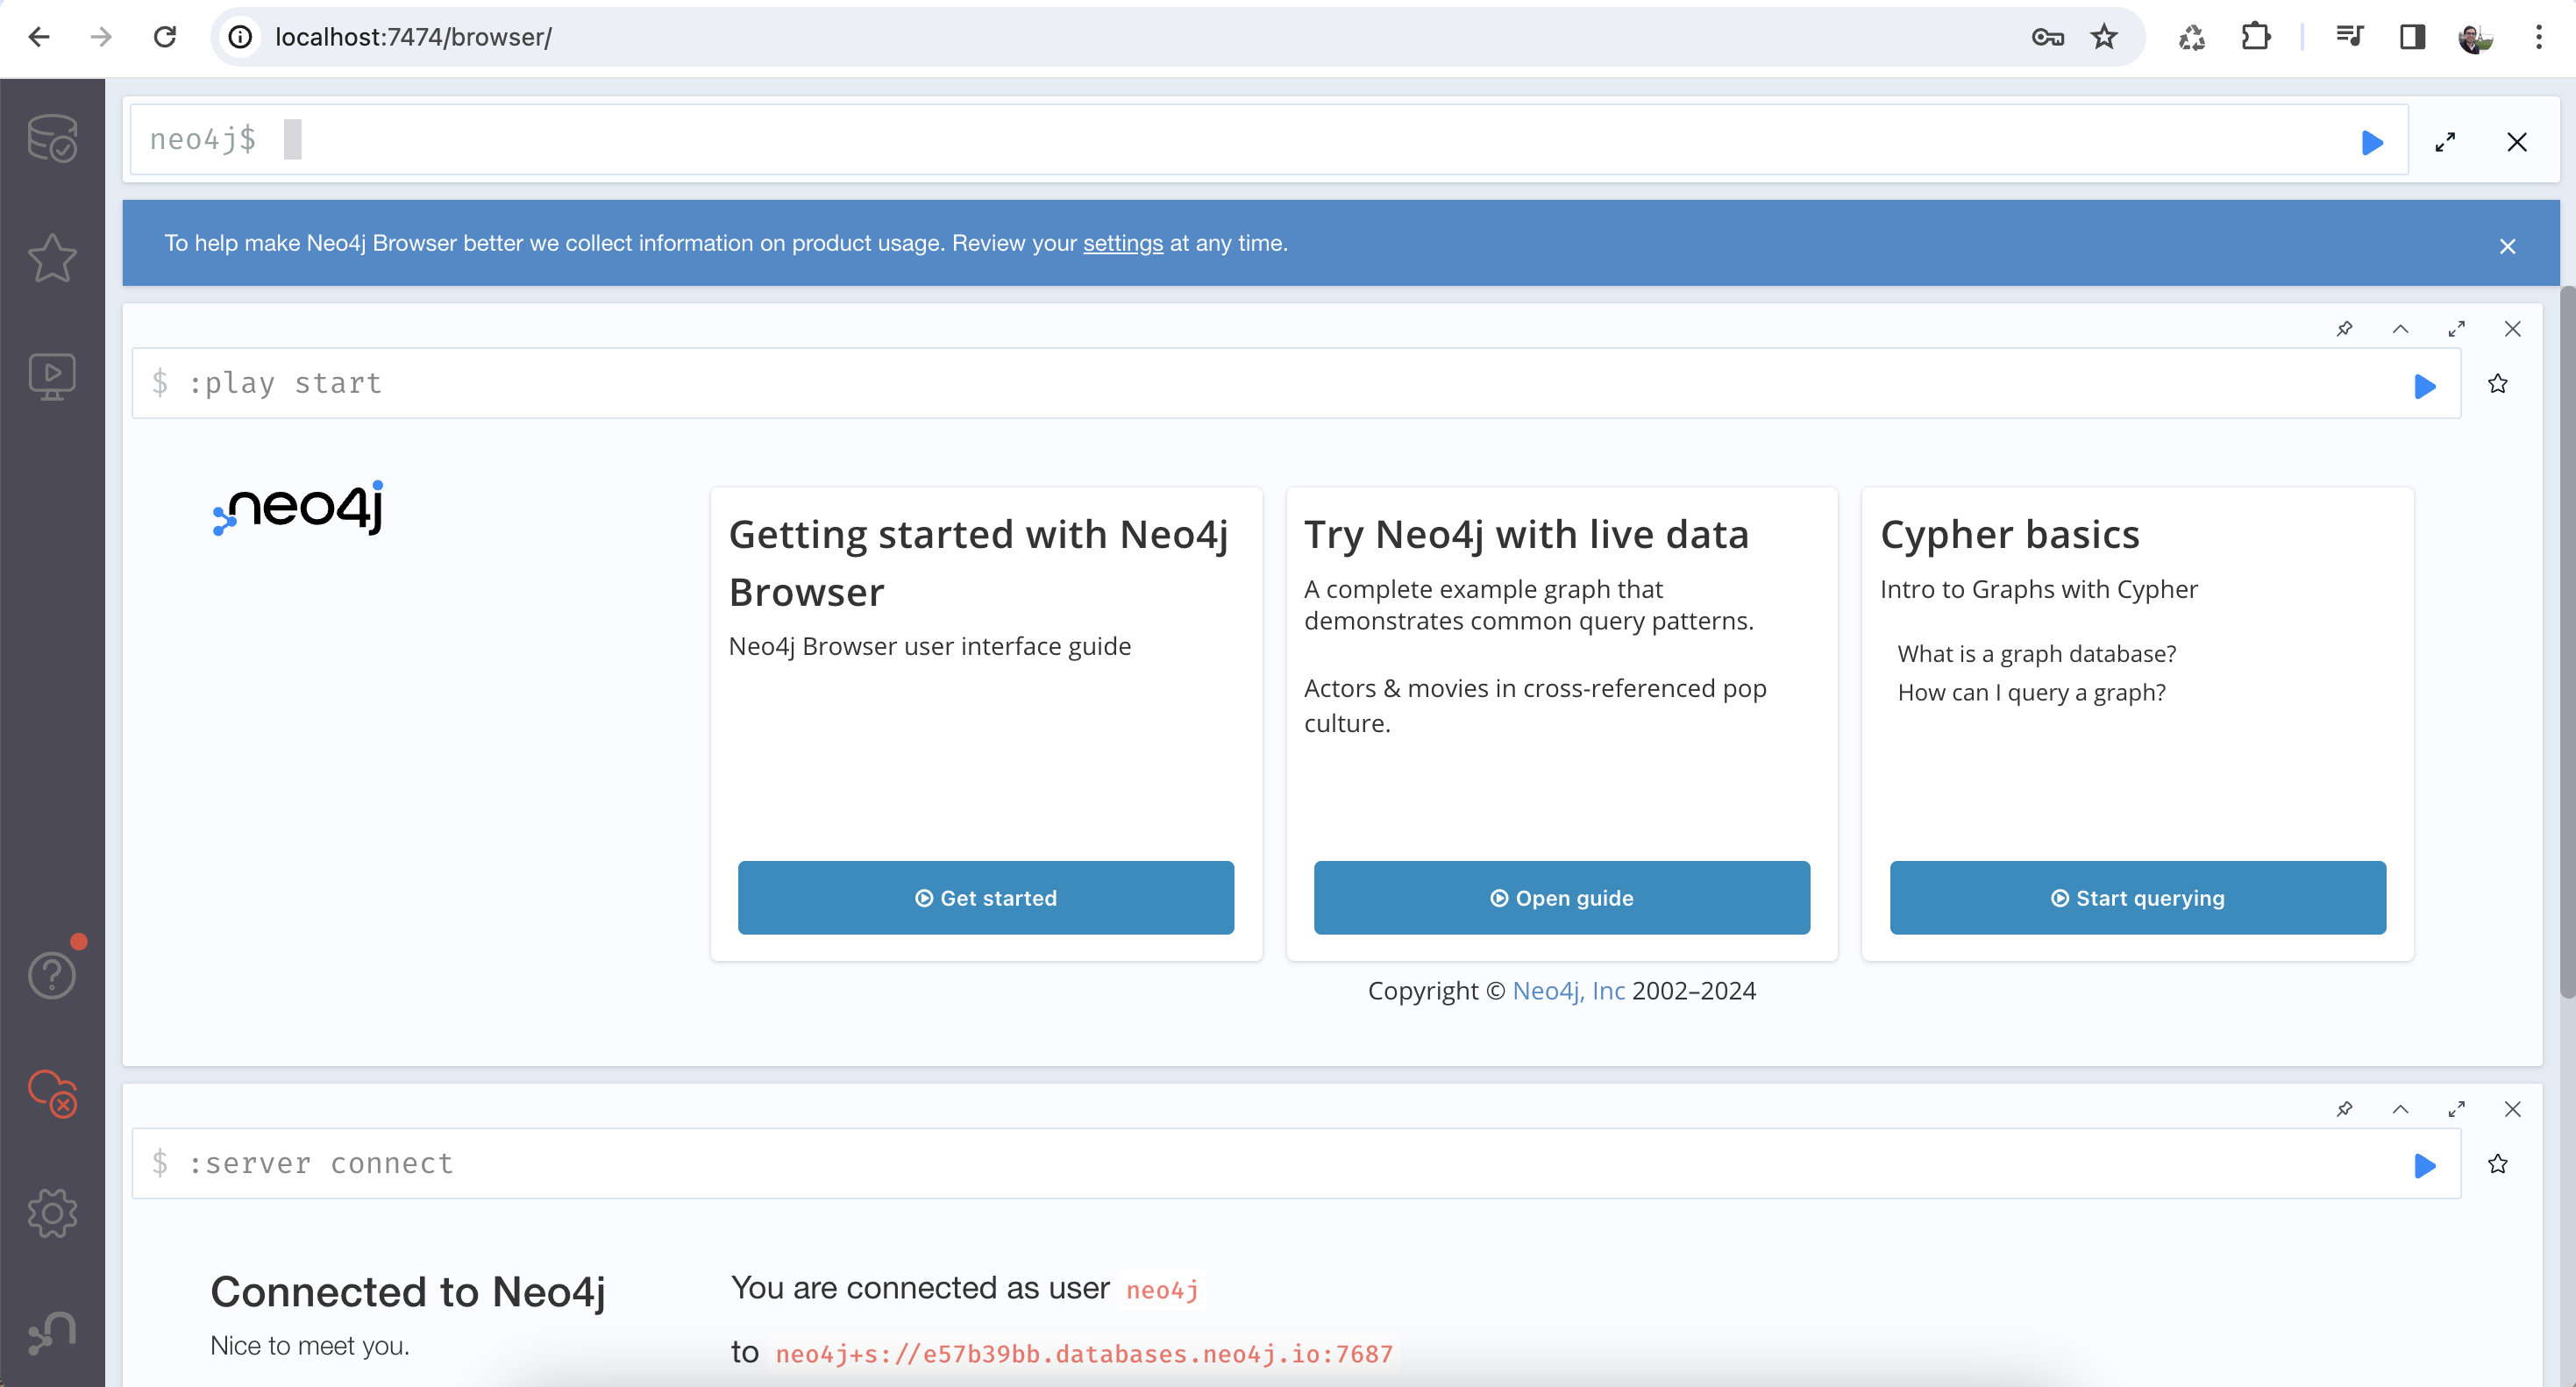 localhost:7474/browser/
neo4j$
To help make Neo4j Browser better we collect information on product usage. Review your settings at any time.
$ :play start
neo4j
Getting started with Neo4j
Browser
Neo4j Browser user interface guide
Get started
Try Neo4j with live data
A complete example graph that
demonstrates common query patterns.
Actors & movies in cross-referenced pop
culture.
Open guide
Cypher basics
Intro to Graphs with Cypher
What is a graph database?
How can I query a graph?
Start querying
Copyright © Neo4j, Inc 2002–2024
$ :server connect
Connected to Neo4j
Nice to meet you.
You are connected as user neo4j
to neo4j+s://e57b39bb.databases.neo4j.io:7687